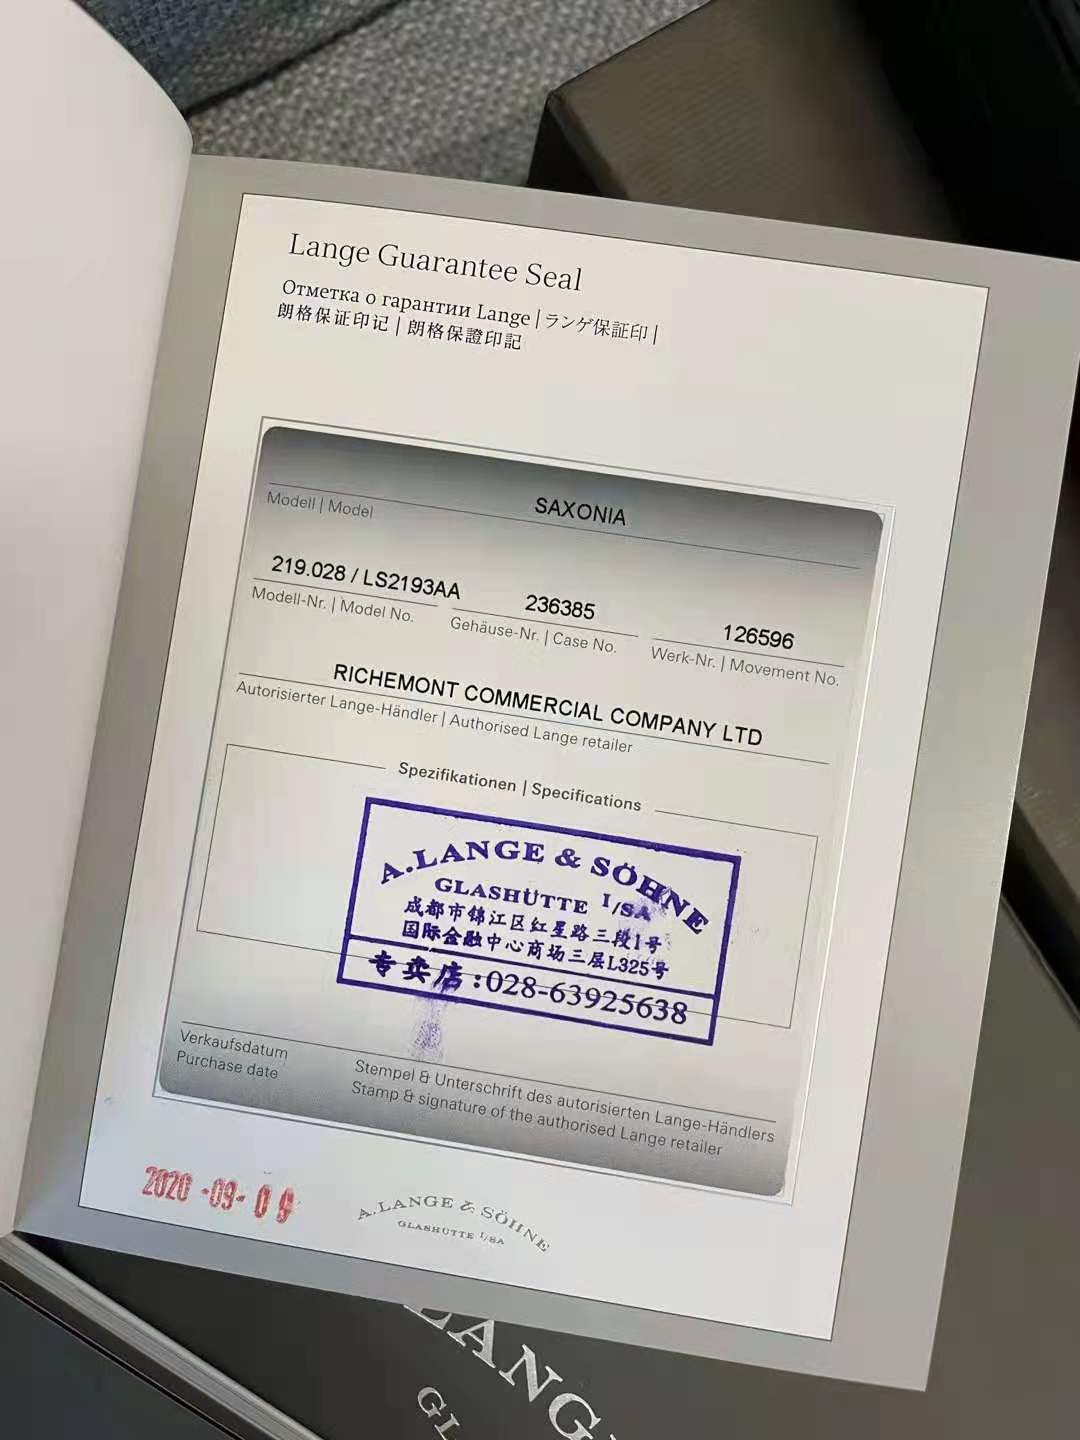 Lange Guarantee Seal
Отметка о гарантии Lange | ランゲ保証印 |
朗格保证印记 | 朗格保證印記
SAXONIA
Modell | Model
219.028 / LS2193AA 236385 126596
Modell-Nr. | Model No. Gehäuse-Nr. | Case No. Werk-Nr. | Movement No.
RICHEMONT COMMERCIAL COMPANY LTD
Autorisierter Lange-Händler | Authorised Lange retailer
Spezifikationen | Specifications
A.LANGE & SÖHNE
GLASHÜTTE I/SA
成都市锦江区红星路三段1号
国际金融中心商场三层L325号
专卖店:028-63925638
Verkaufsdatum
Purchase date
Stempel & Unterschrift des autorisierten Lange-Händlers
Stamp & signature of the authorised Lange retailer
2020-09-09
A.LANGE & SÖHNE
GLASHÜTTE I/SA
LANG
GL